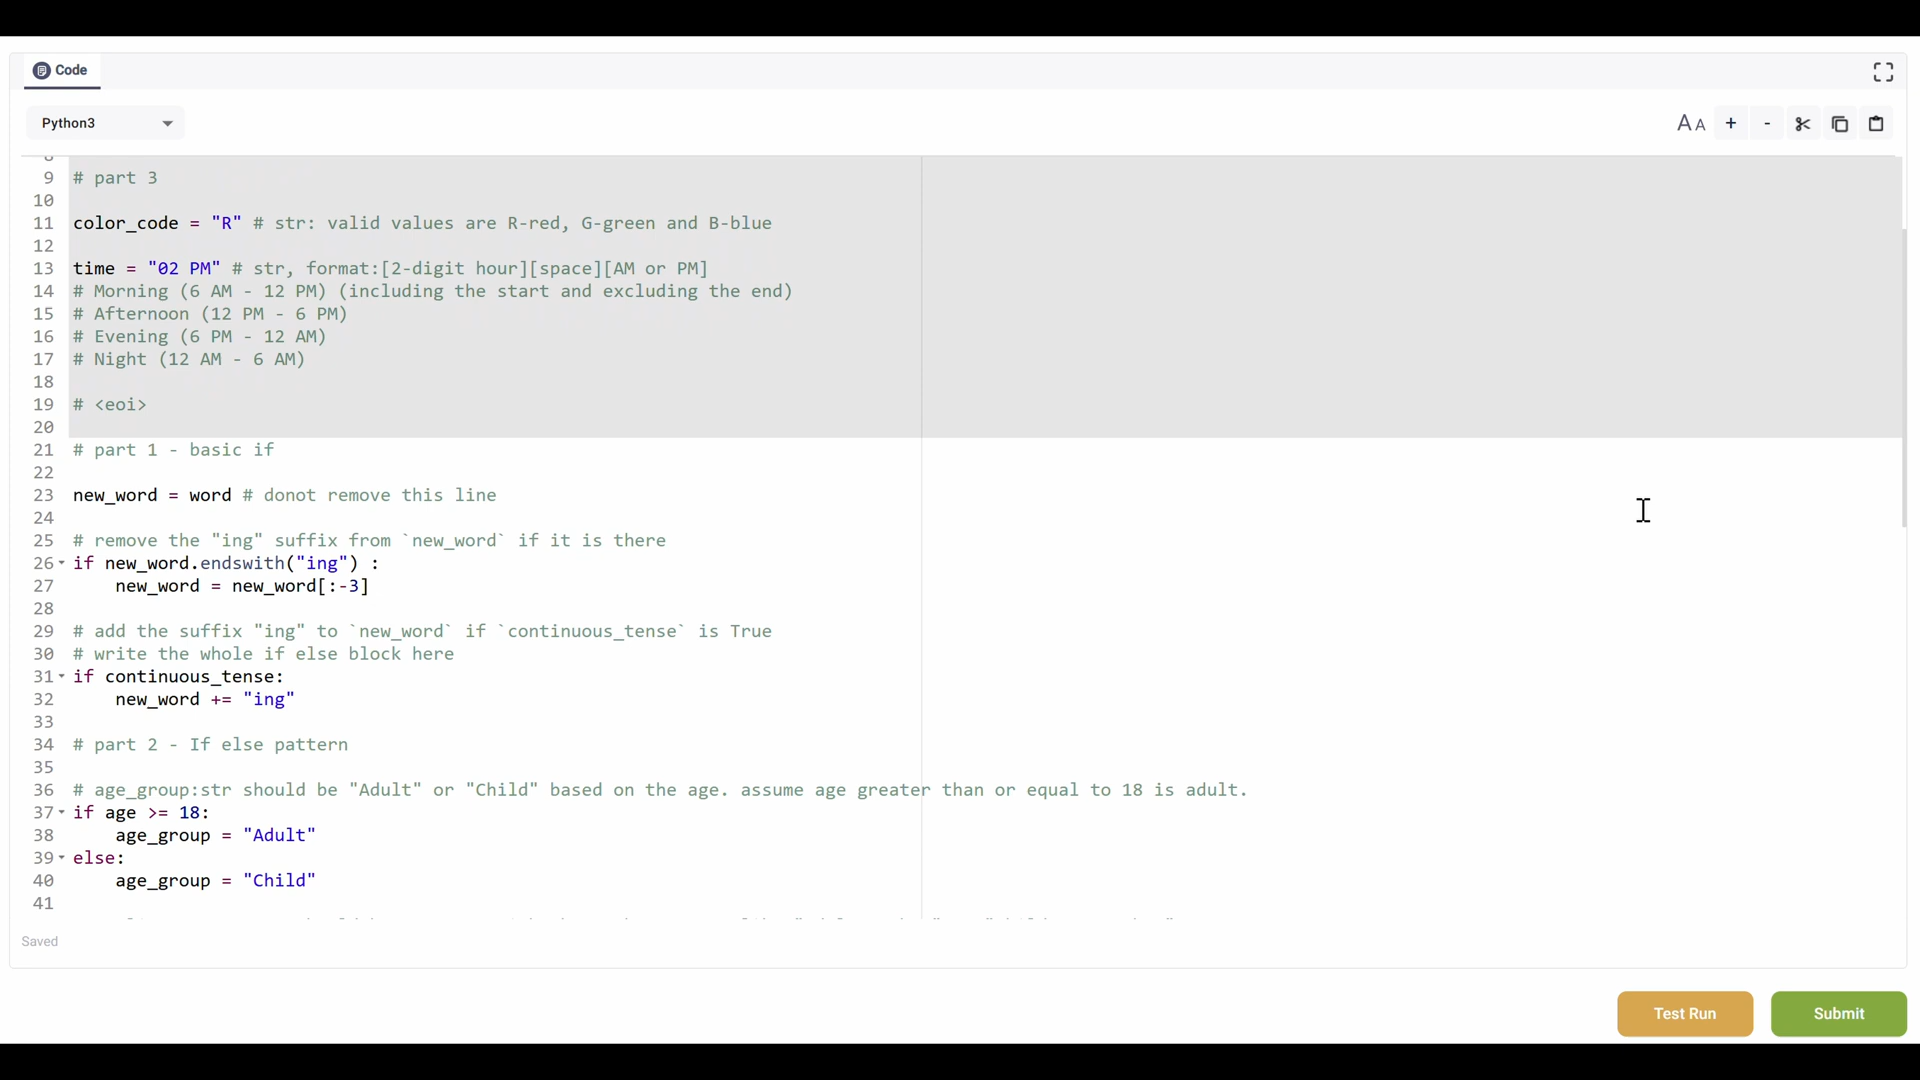 Code
Python3
AA + -
8
9 # part 3
10
11 color_code = "R" # str: valid values are R-red, G-green and B-blue
12
13 time = "02 PM" # str, format:[2-digit hour][space][AM or PM]
14 # Morning (6 AM - 12 PM) (including the start and excluding the end)
15 # Afternoon (12 PM - 6 PM)
16 # Evening (6 PM - 12 AM)
17 # Night (12 AM - 6 AM)
18
19 # <eoi>
20
21 # part 1 - basic if
22
23 new_word = word # donot remove this line
24
25 # remove the "ing" suffix from `new_word` if it is there
26 if new_word.endswith("ing") :
27 new_word = new_word[:-3]
28
29 # add the suffix "ing" to `new_word` if `continuous_tense` is True
30 # write the whole if else block here
31 if continuous_tense:
32 new_word += "ing"
33
34 # part 2 - If else pattern
35
36 # age_group:str should be "Adult" or "Child" based on the age. assume age greater than or equal to 18 is adult.
37 if age >= 18:
38 age_group = "Adult"
39 else:
40 age_group = "Child"
41
Saved
Test Run
Submit